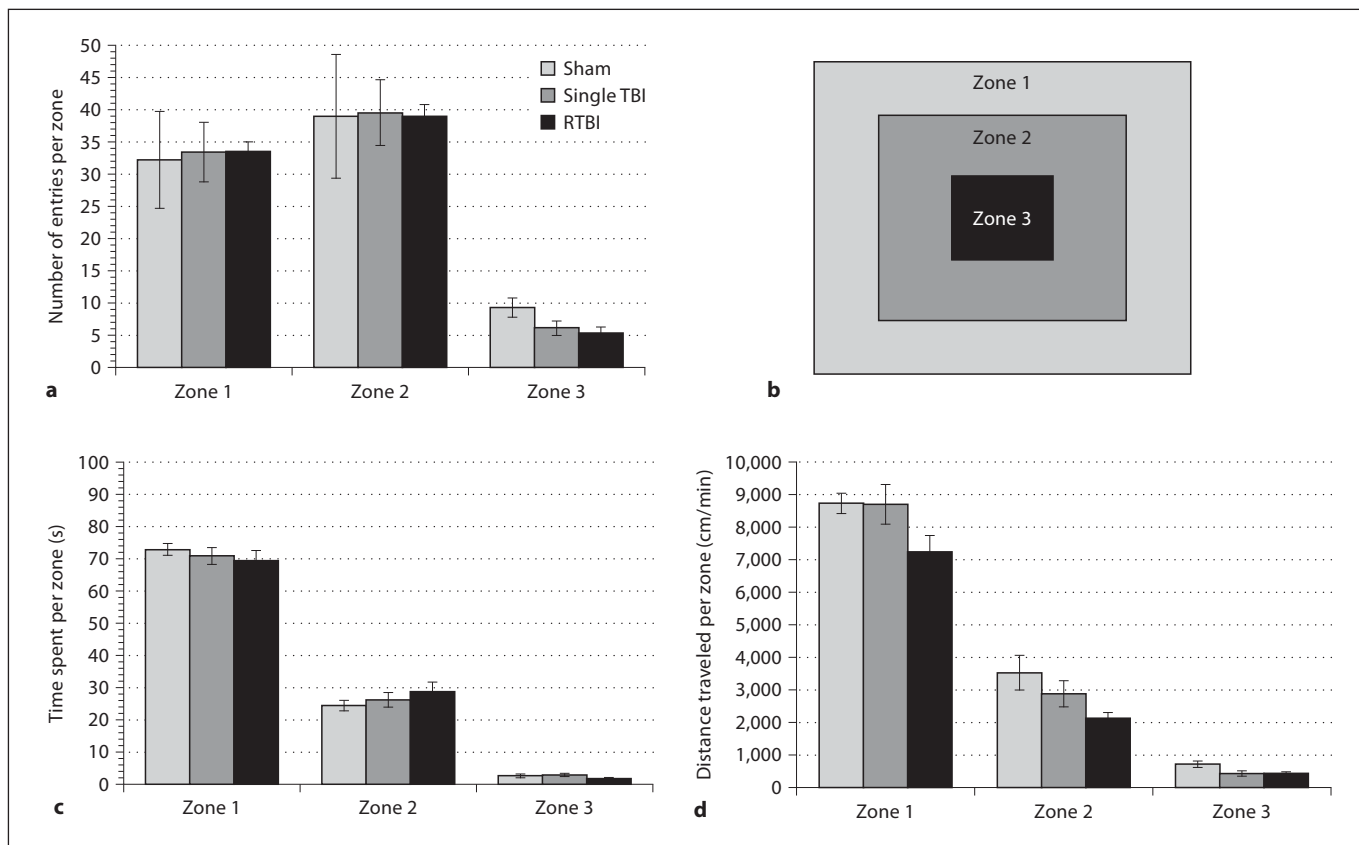 50
45
40
35
30
25
20
15
10
5
0
Number of entries per zone
Sham
Single TBI
RTBI
Zone 1
Zone 2
Zone 3
a
Zone 1
Zone 2
Zone 3
b
100
90
80
70
60
50
40
30
20
10
0
Time spent per zone (s)
Zone 1
Zone 2
Zone 3
c
10,000
9,000
8,000
7,000
6,000
5,000
4,000
3,000
2,000
1,000
0
Distance traveled per zone (cm/min)
Zone 1
Zone 2
Zone 3
d